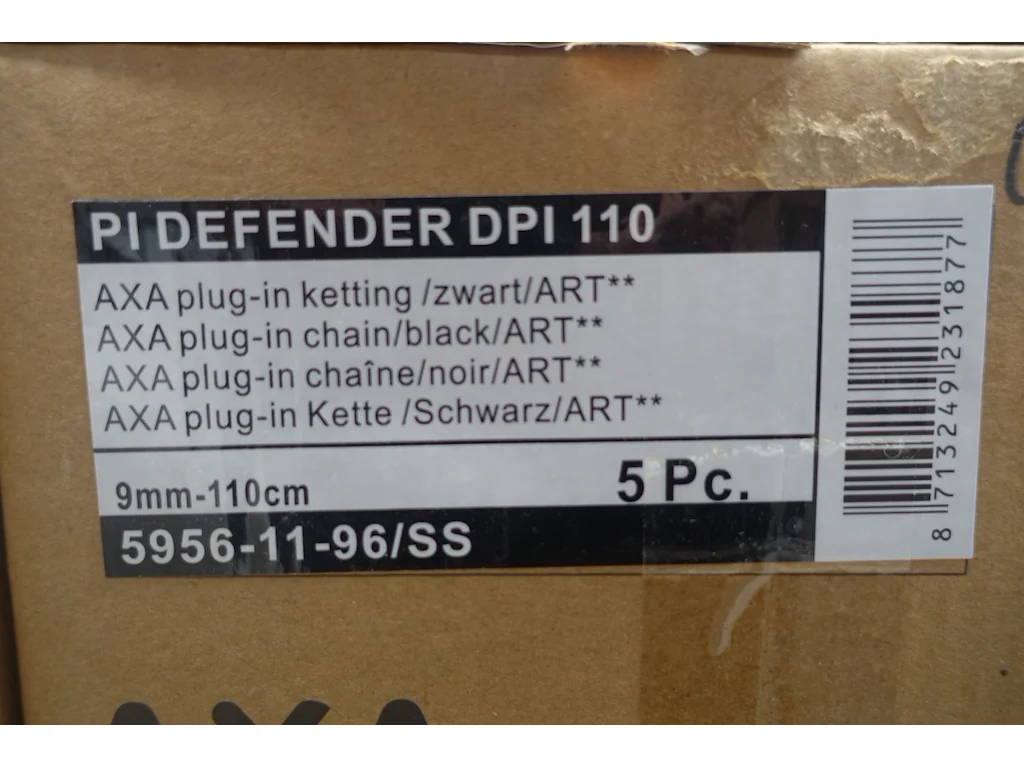 PI DEFENDER DPI 110
AXA plug-in ketting /zwart/ART**
AXA plug-in chain/black/ART**
AXA plug-in chaîne/noir/ART**
AXA plug-in Kette /Schwarz/ART**
9mm-110cm
5 Pc.
5956-11-96/SS
8 713249 231877
AXA